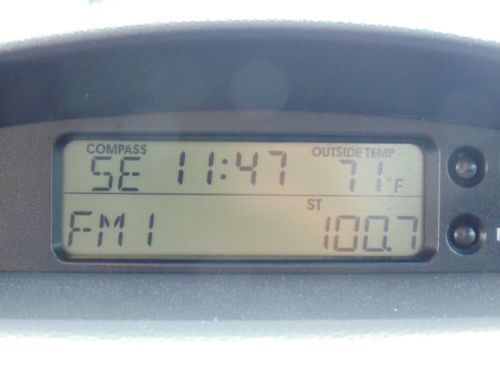 COMPASS OUTSIDE TEMP
SE 11:47 71°F
ST
FM1 100.7